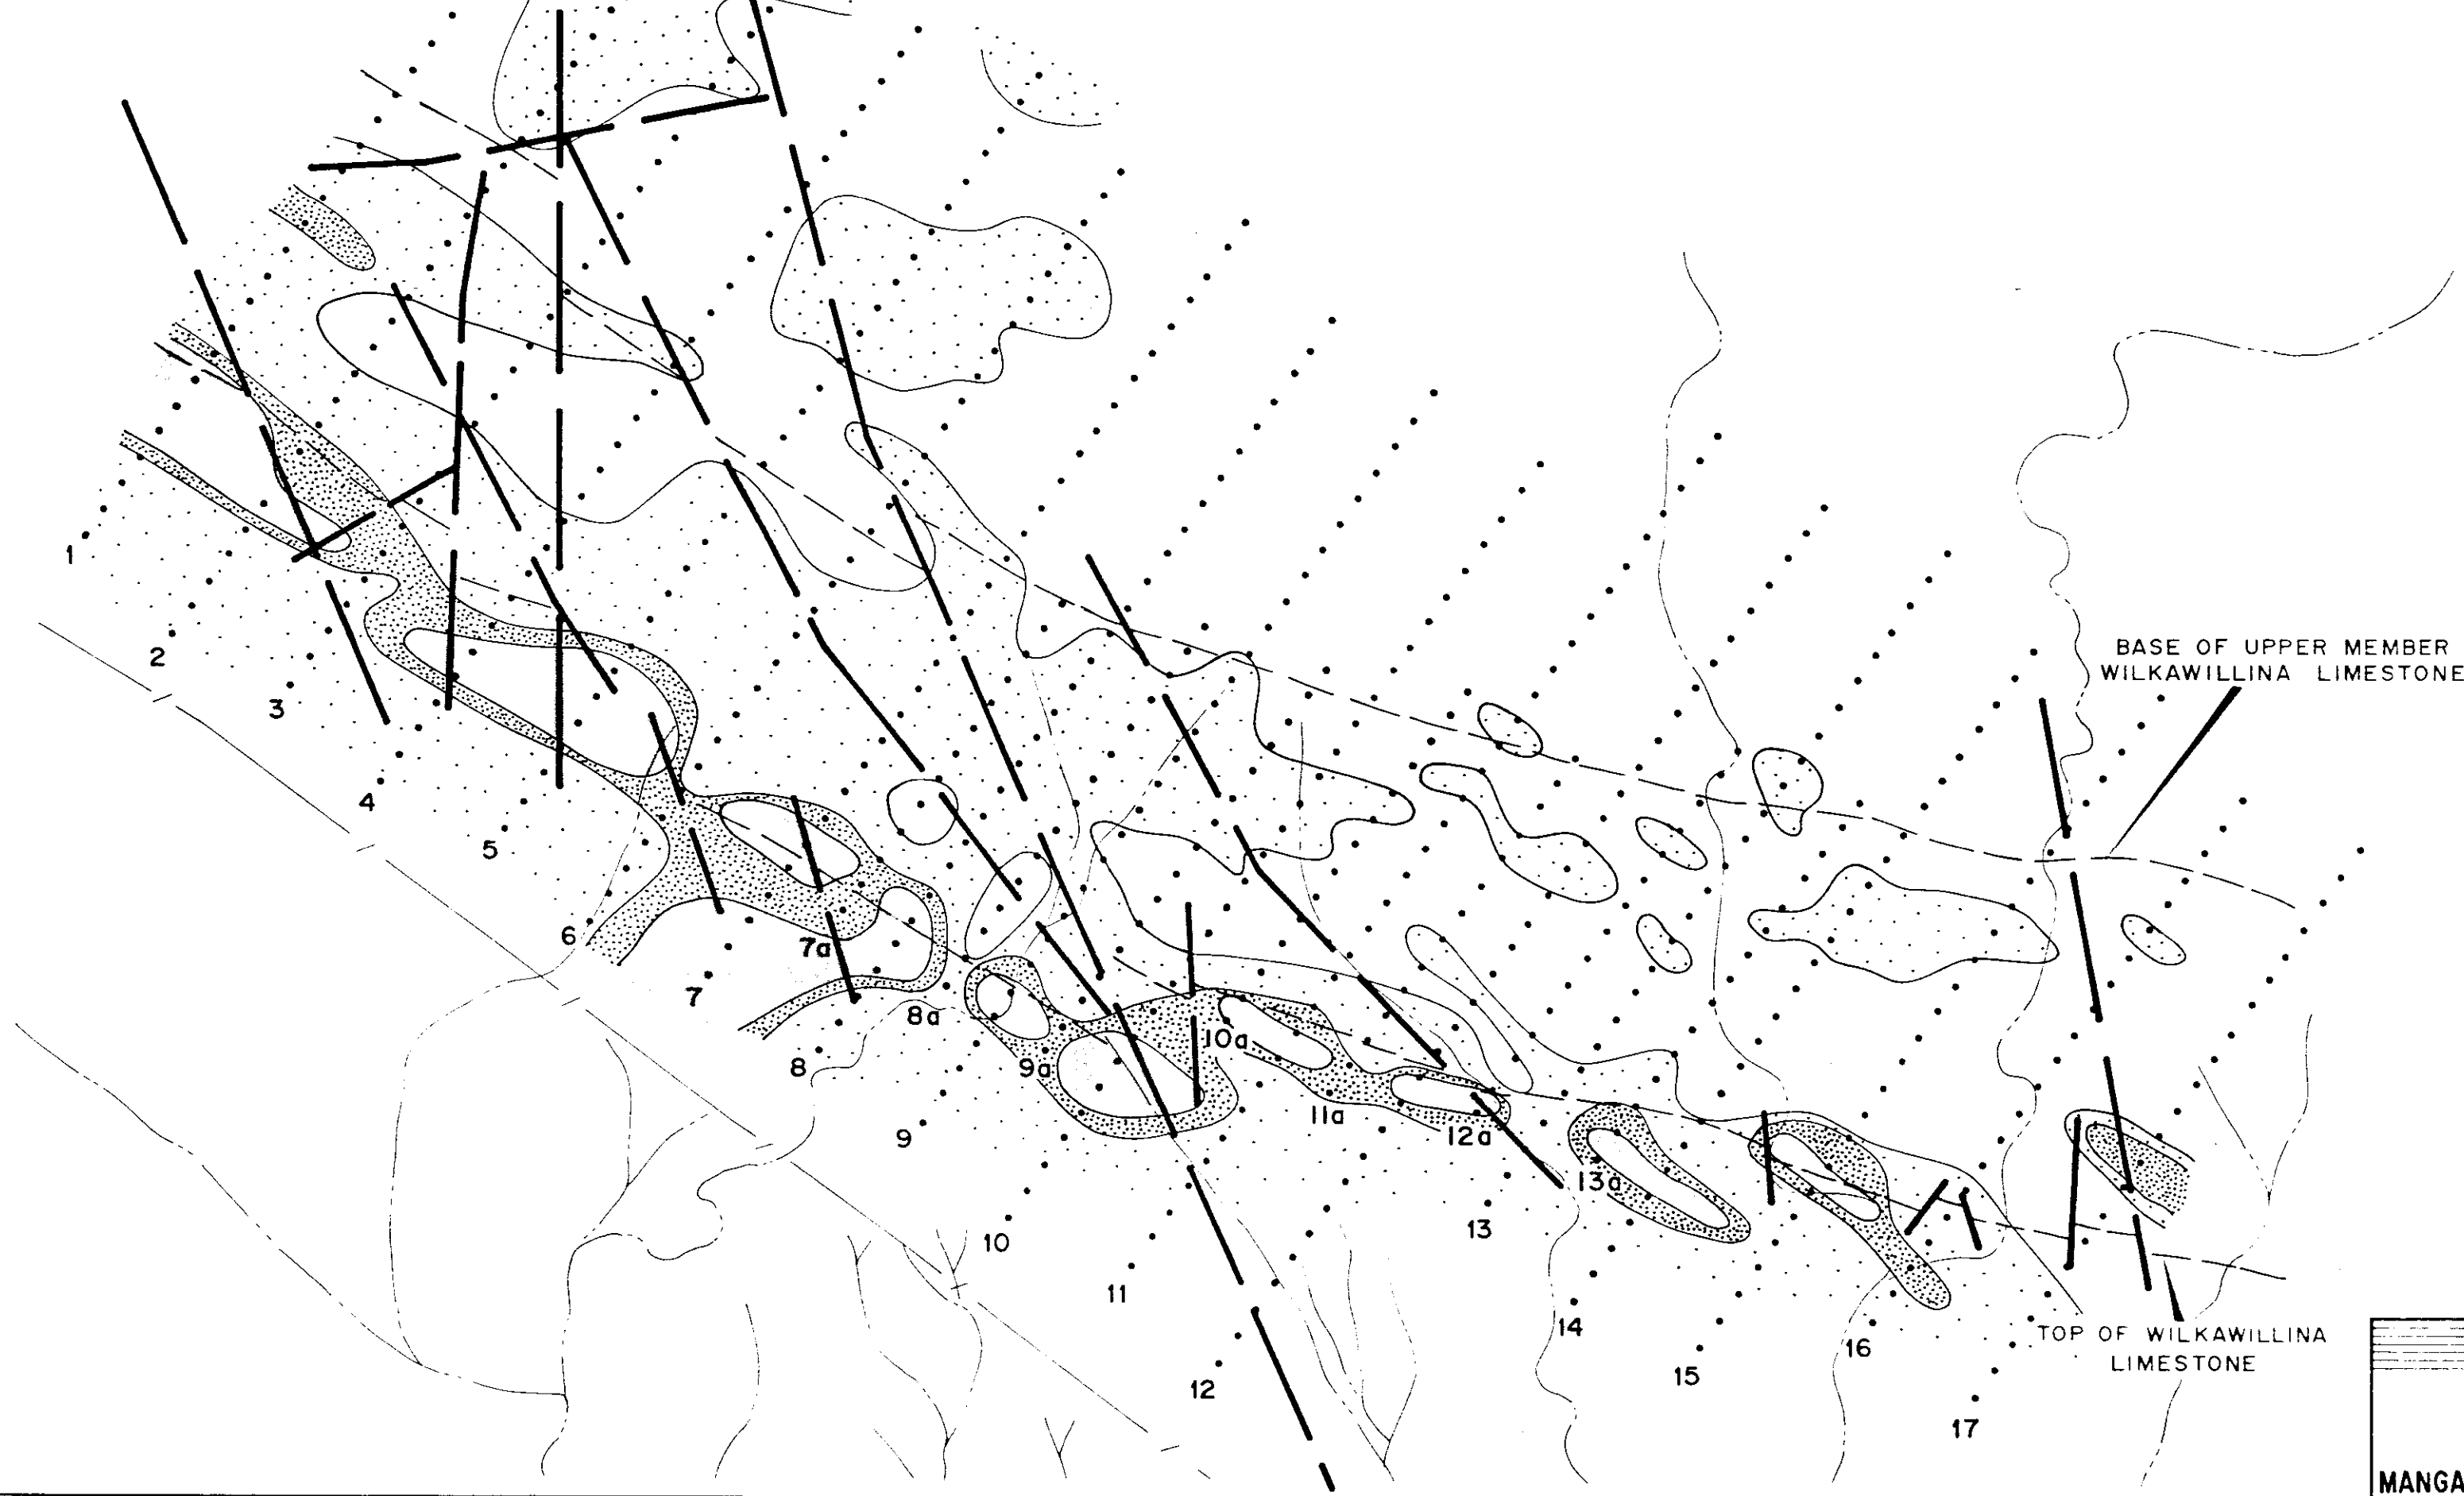 BASE OF UPPER MEMBER
WILKAWILLINA LIMESTONE
1
2
3
4
5
6
7a
7
8a
8
9a
9
10a
10
11a
11
12a
12
13a
13
14
15
16
17
TOP OF WILKAWILLINA
LIMESTONE
MANGA